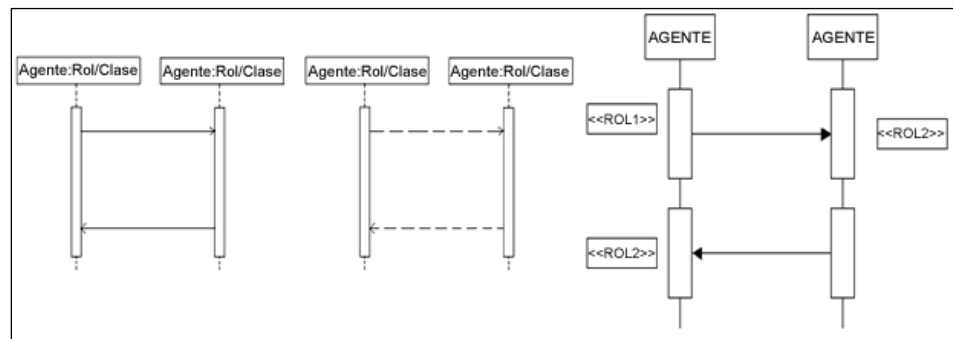 Agente:Rol/Clase
Agente:Rol/Clase
Agente:Rol/Clase
Agente:Rol/Clase
AGENTE
AGENTE
<<ROL1>>
<<ROL2>>
<<ROL2>>